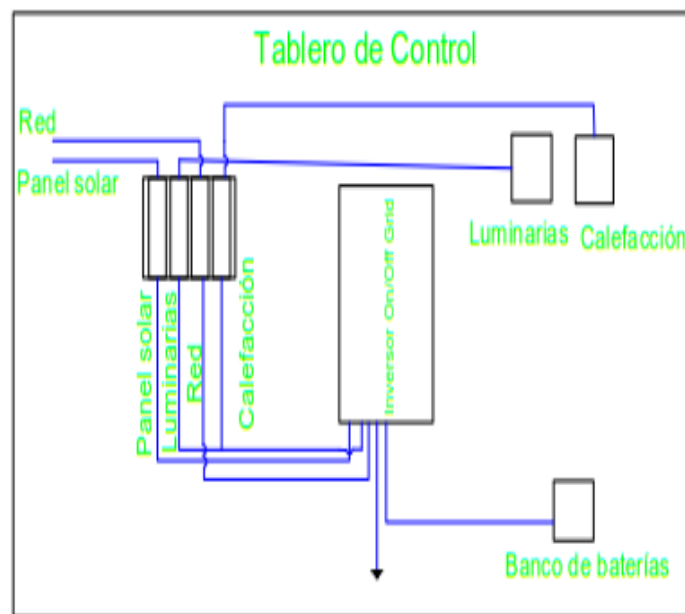 Tablero de Control
Red
Panel solar
Luminarias
Calefacción
Panel solar
Luminarias
Red
Calefacción
Inversor On/Off Grid
Banco de baterías